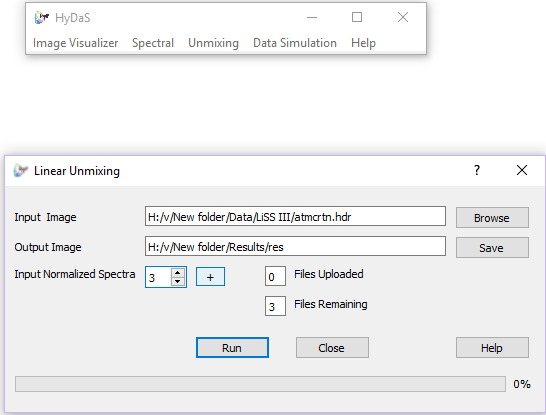 HyDaS
Image Visualizer Spectral Unmixing Data Simulation Help
Linear Unmixing ?
Input Image H:/v/New folder/Data/LiSS III/atmcrtn.hdr Browse
Output Image H:/v/New folder/Results/res Save
Input Normalized Spectra 3 + 0 Files Uploaded
3 Files Remaining
Run Close Help
0%